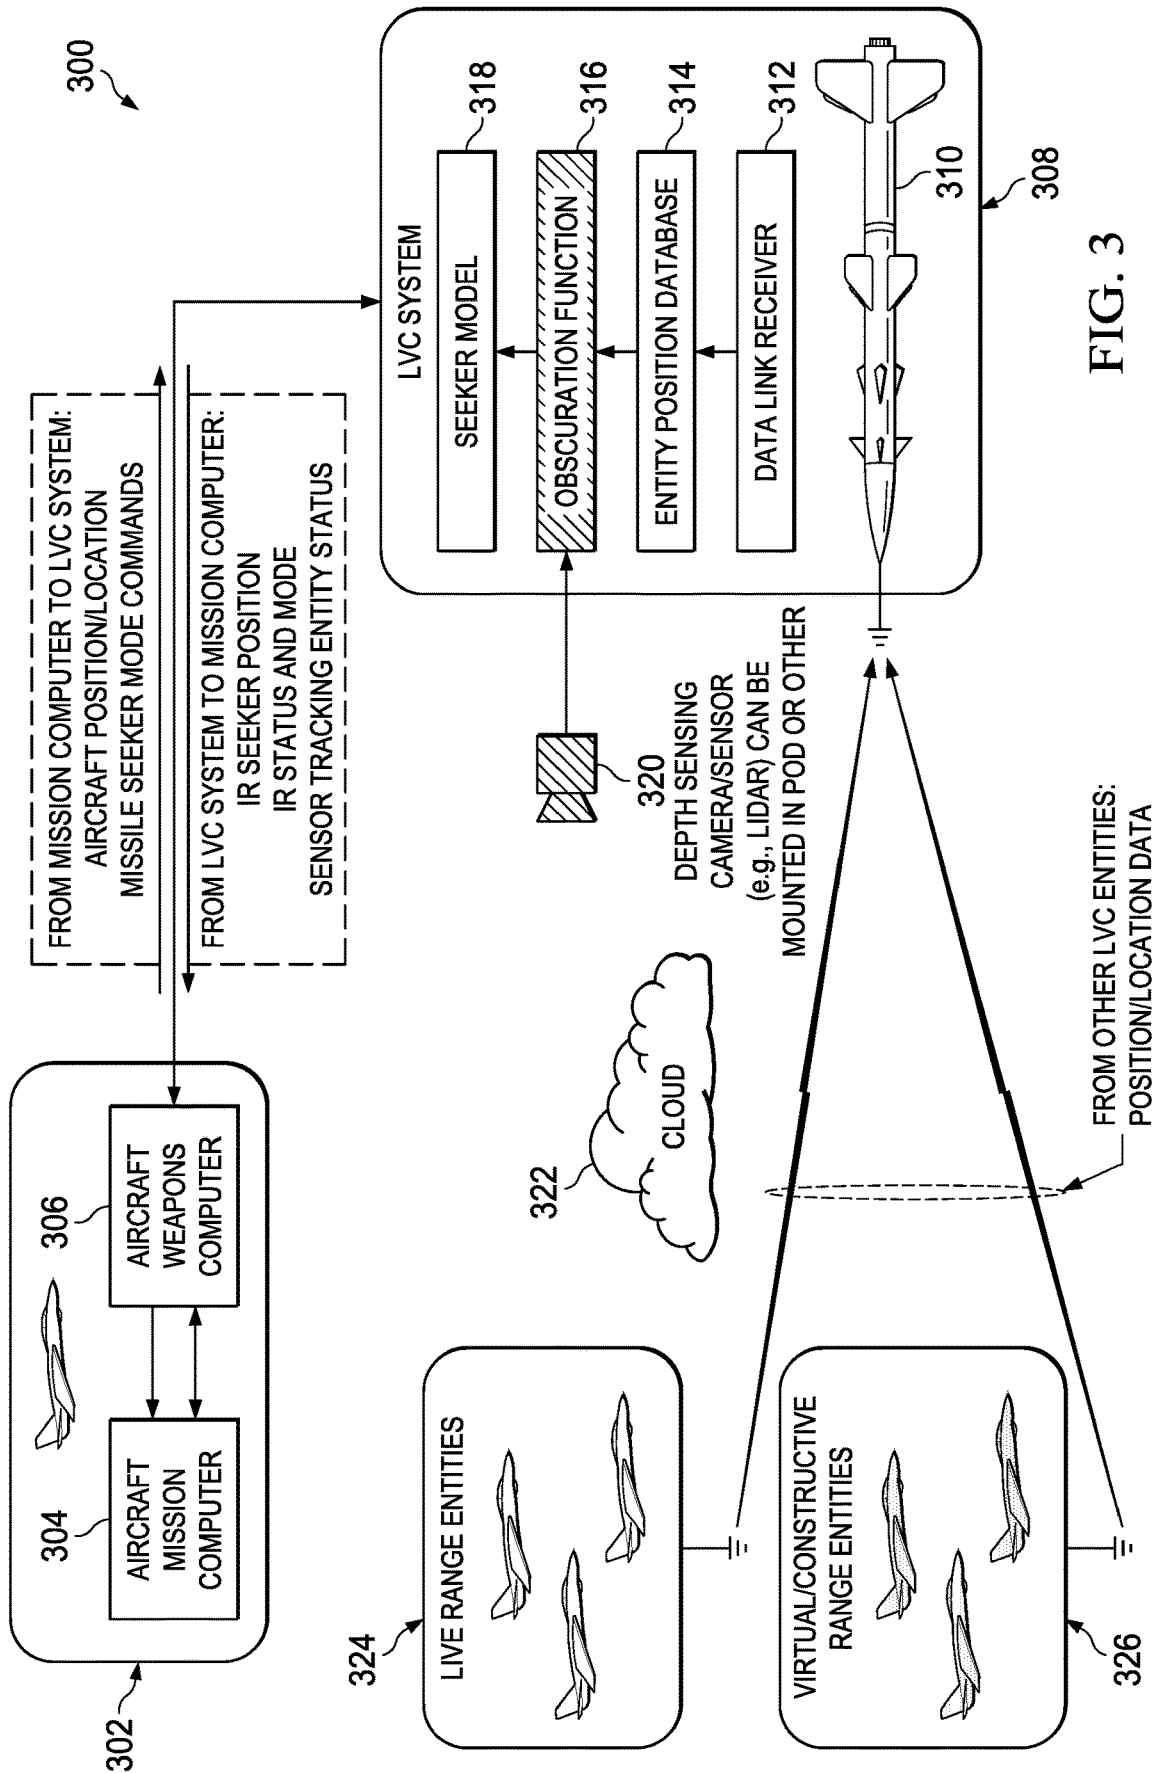 300
302
304
AIRCRAFT
MISSION
COMPUTER
306
AIRCRAFT
WEAPONS
COMPUTER
FROM MISSION COMPUTER TO LVC SYSTEM:
AIRCRAFT POSITION/LOCATION
MISSILE SEEKER MODE COMMANDS
FROM LVC SYSTEM TO MISSION COMPUTER:
IR SEEKER POSITION
IR STATUS AND MODE
SENSOR TRACKING ENTITY STATUS
LVC SYSTEM
SEEKER MODEL
318
OBSCURATION FUNCTION
316
ENTITY POSITION DATABASE
314
DATA LINK RECEIVER
312
310
308
320
DEPTH SENSING
CAMERA/SENSOR
(e.g., LIDAR) CAN BE
MOUNTED IN POD OR OTHER
322
CLOUD
324
LIVE RANGE ENTITIES
326
VIRTUAL/CONSTRUCTIVE
RANGE ENTITIES
FROM OTHER LVC ENTITIES:
POSITION/LOCATION DATA
FIG. 3